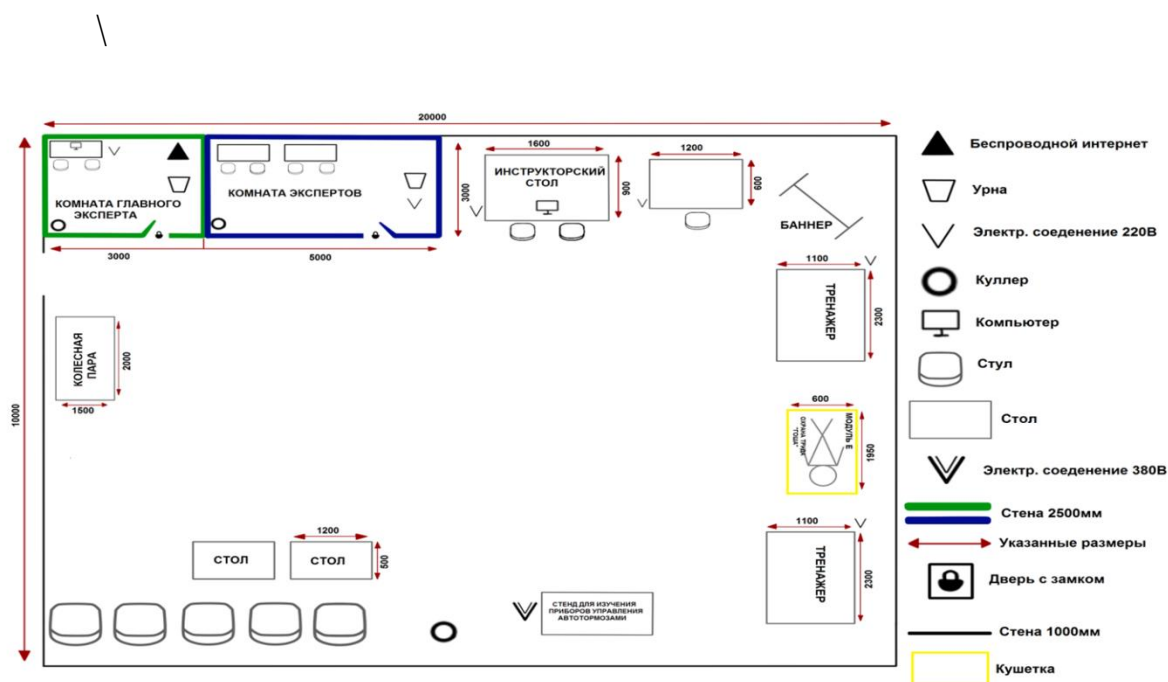 \
20000
1600
1200
ИНСТРУКТОРСКИЙ
СТОЛ
900
600
3000
КОМНАТА ГЛАВНОГО
ЭКСПЕРТА
КОМНАТА ЭКСПЕРТОВ
БАННЕР
3000
5000
1100
ТРЕНАЖЕР
2300
10000
КОЛЕСНАЯ
ПАРА
2000
1500
600
МОДУЛЬ Е
ОХРАНА ТРУДА
"ГОША"
1950
1200
СТОЛ
СТОЛ
600
1100
ТРЕНАЖЕР
2300
СТЕНД ДЛЯ ИЗУЧЕНИЯ
ПРИБОРОВ УПРАВЛЕНИЯ
АВТОТОРМОЗАМИ
Беспроводной интернет
Урна
Электр. соеденение 220В
Куллер
Компьютер
Стул
Стол
Электр. соеденение 380В
Стена 2500мм
Указанные размеры
Дверь с замком
Стена 1000мм
Кушетка